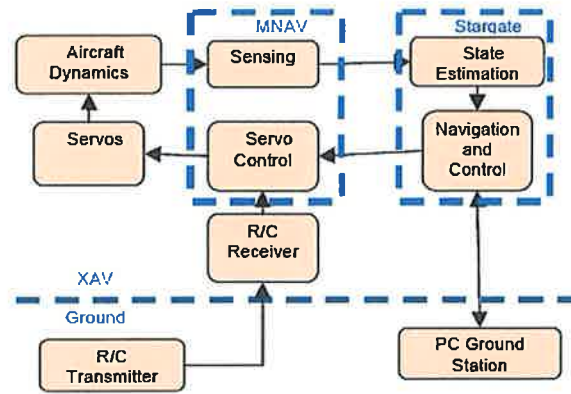 MNAV
Stargate
Aircraft
Dynamics
Sensing
State
Estimation
Servos
Servo
Control
Navigation
and
Control
R/C
Receiver
XAV
Ground
R/C
Transmitter
PC Ground
Station